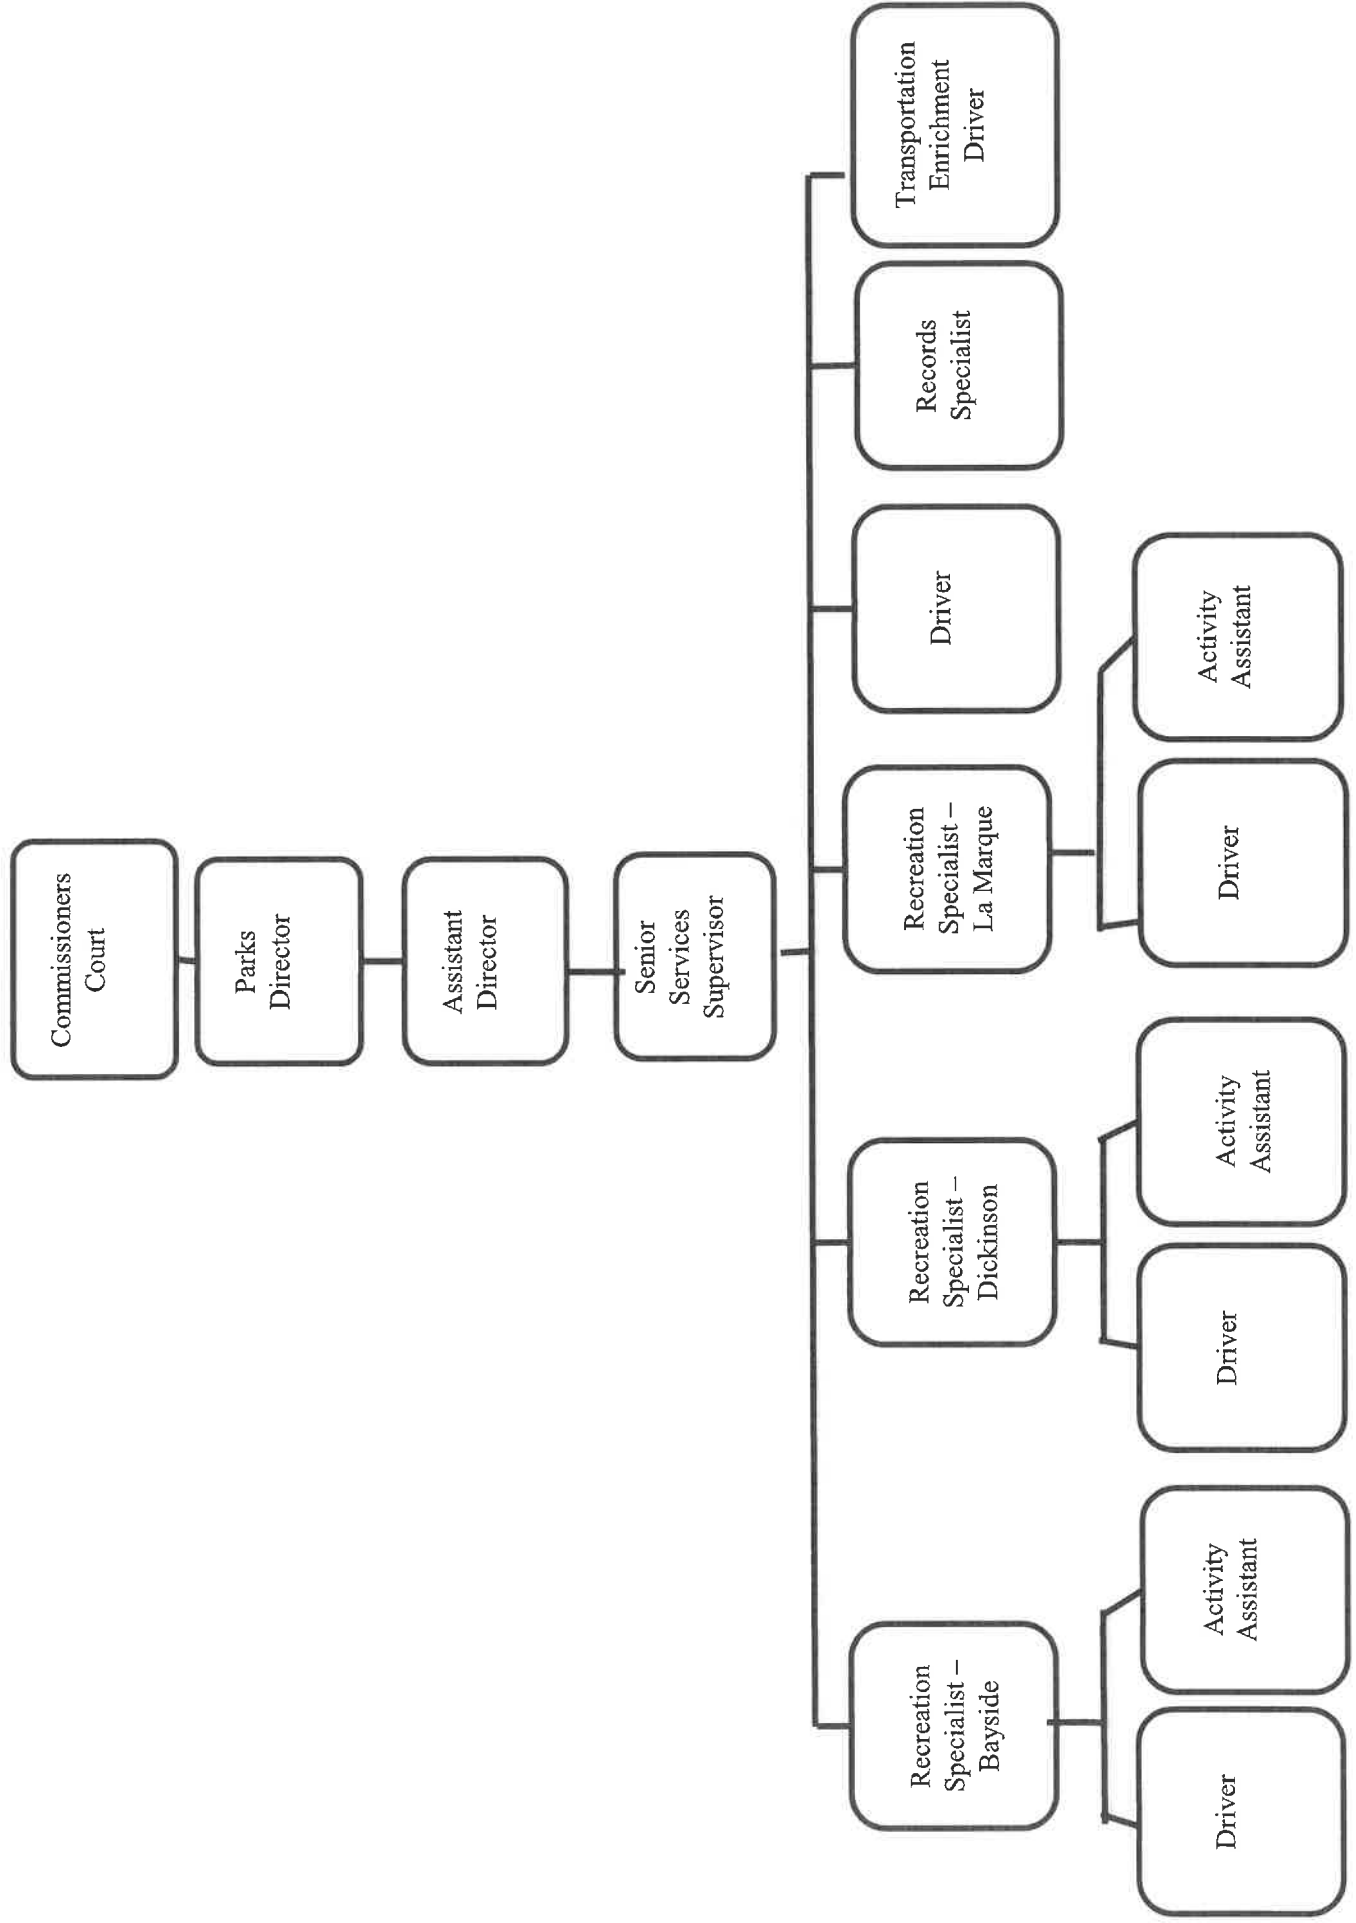 Commissioners
Court
Parks
Director
Assistant
Director
Senior
Services
Supervisor
Recreation
Specialist –
Bayside
Recreation
Specialist –
Dickinson
Recreation
Specialist –
La Marque
Driver
Records
Specialist
Transportation
Enrichment
Driver
Driver
Activity
Assistant
Driver
Activity
Assistant
Driver
Activity
Assistant